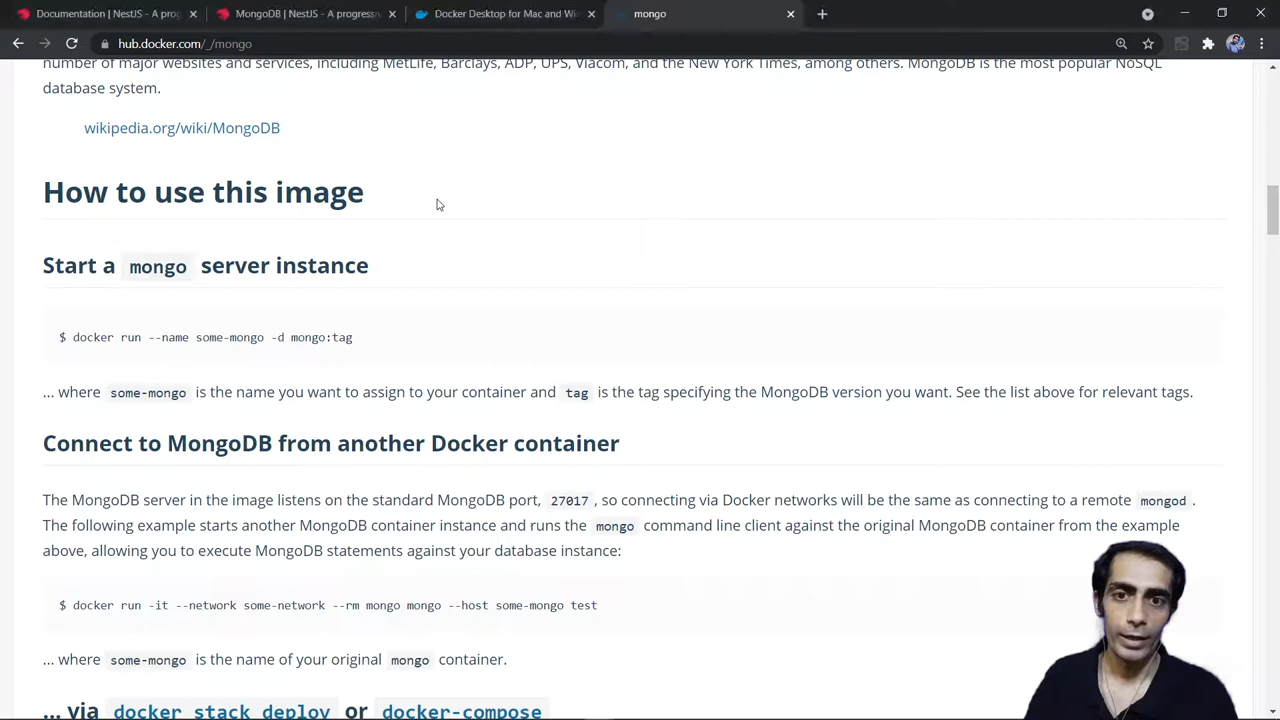 Documentation | NestJS - A prog
MongoDB | NestJS - A progressiv
Docker Desktop for Mac and Wi
mongo
hub.docker.com/_/mongo
number of major websites and services, including MetLife, Barclays, ADP, UPS, Viacom, and the New York Times, among others. MongoDB is the most popular NoSQL
database system.
wikipedia.org/wiki/MongoDB
How to use this image
Start a mongo server instance
$ docker run --name some-mongo -d mongo:tag
... where some-mongo is the name you want to assign to your container and tag is the tag specifying the MongoDB version you want. See the list above for relevant tags.
Connect to MongoDB from another Docker container
The MongoDB server in the image listens on the standard MongoDB port, 27017, so connecting via Docker networks will be the same as connecting to a remote mongod.
The following example starts another MongoDB container instance and runs the mongo command line client against the original MongoDB container from the example
above, allowing you to execute MongoDB statements against your database instance:
$ docker run -it --network some-network --rm mongo mongo --host some-mongo test
... where some-mongo is the name of your original mongo container.
... via docker stack deploy or docker-compose